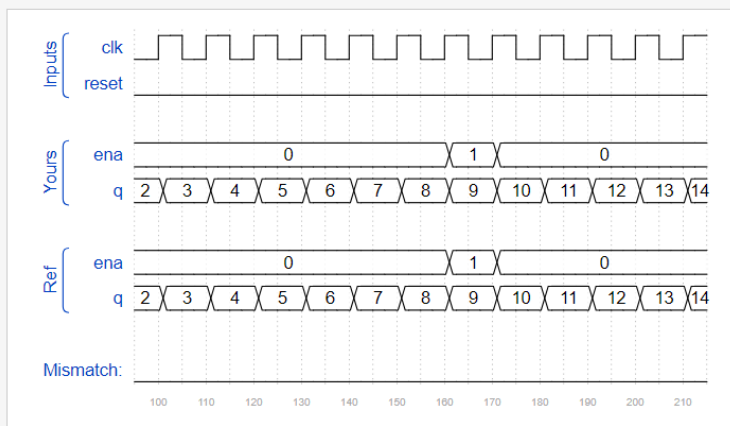 Inputs
clk
reset
Yours
ena 0 1 0
q 2 3 4 5 6 7 8 9 10 11 12 13 14
Ref
ena 0 1 0
q 2 3 4 5 6 7 8 9 10 11 12 13 14
Mismatch:
100 110 120 130 140 150 160 170 180 190 200 210